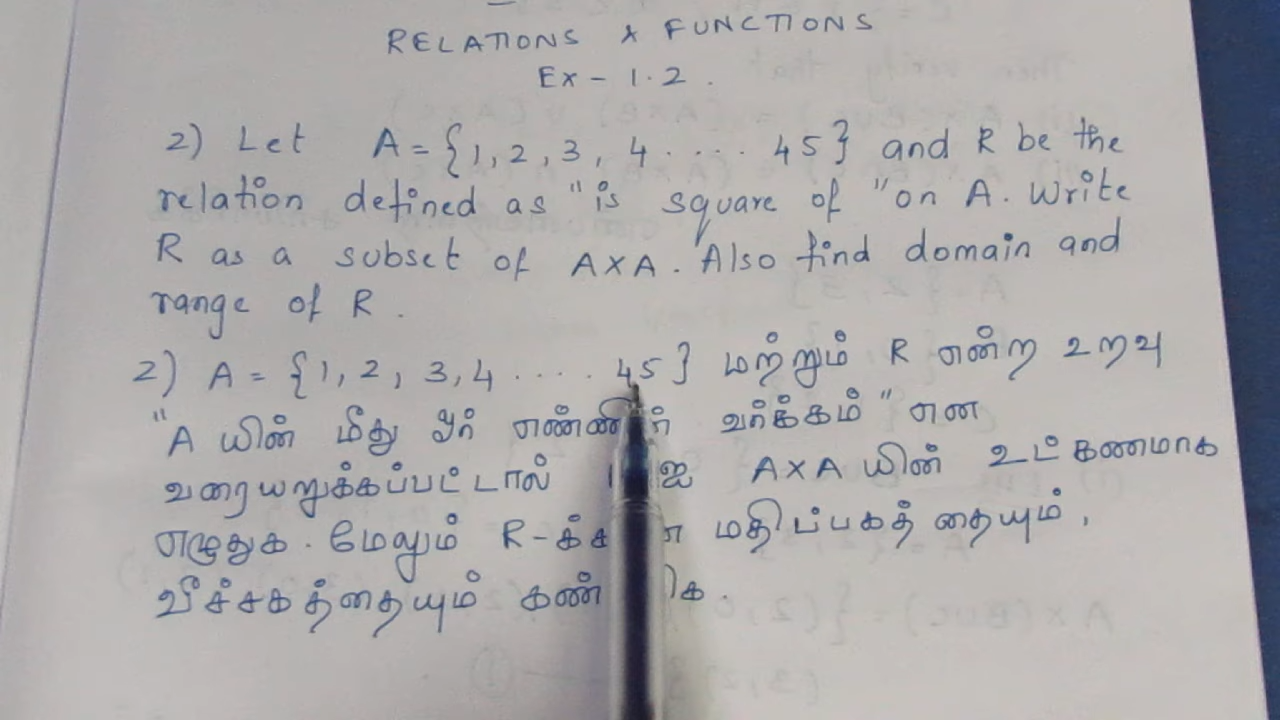 RELATIONS & FUNCTIONS
Ex - 1.2.
2) Let A = {1, 2, 3, 4 .... 45} and R be the
relation defined as "is square of" on A. Write
R as a subset of A×A. Also find domain and
range of R.
2) A = {1, 2, 3, 4 .... 45} மற்றும் R என்ற உறவு
"A யின் மீது ஓர் வர்க்கம்" என
வரையறுக்கப்பட்டால் ஐ A×A யின் உட்கணமாக
எழுதுக. மேலும் மதிப்பகத்தையும்,
வீச்சகத்தையும்